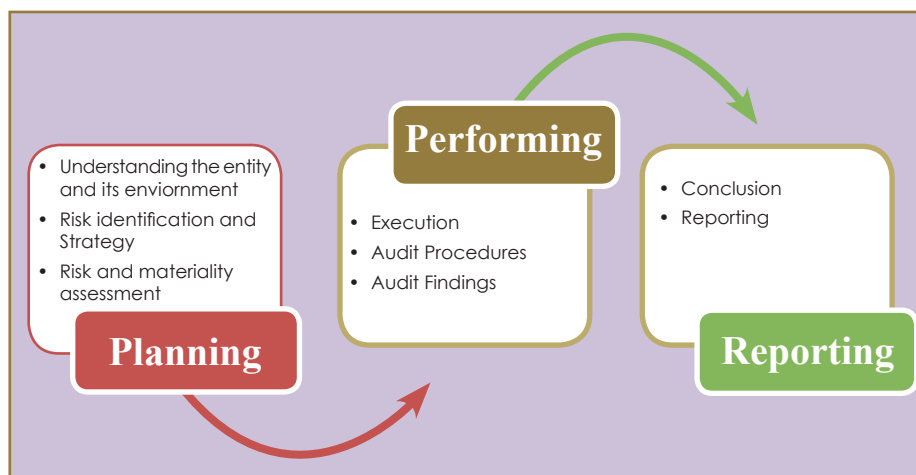 • Understanding the entity
and its enviornment
• Risk identification and
Strategy
• Risk and materiality
assessment
Planning
Performing
• Execution
• Audit Procedures
• Audit Findings
• Conclusion
• Reporting
Reporting